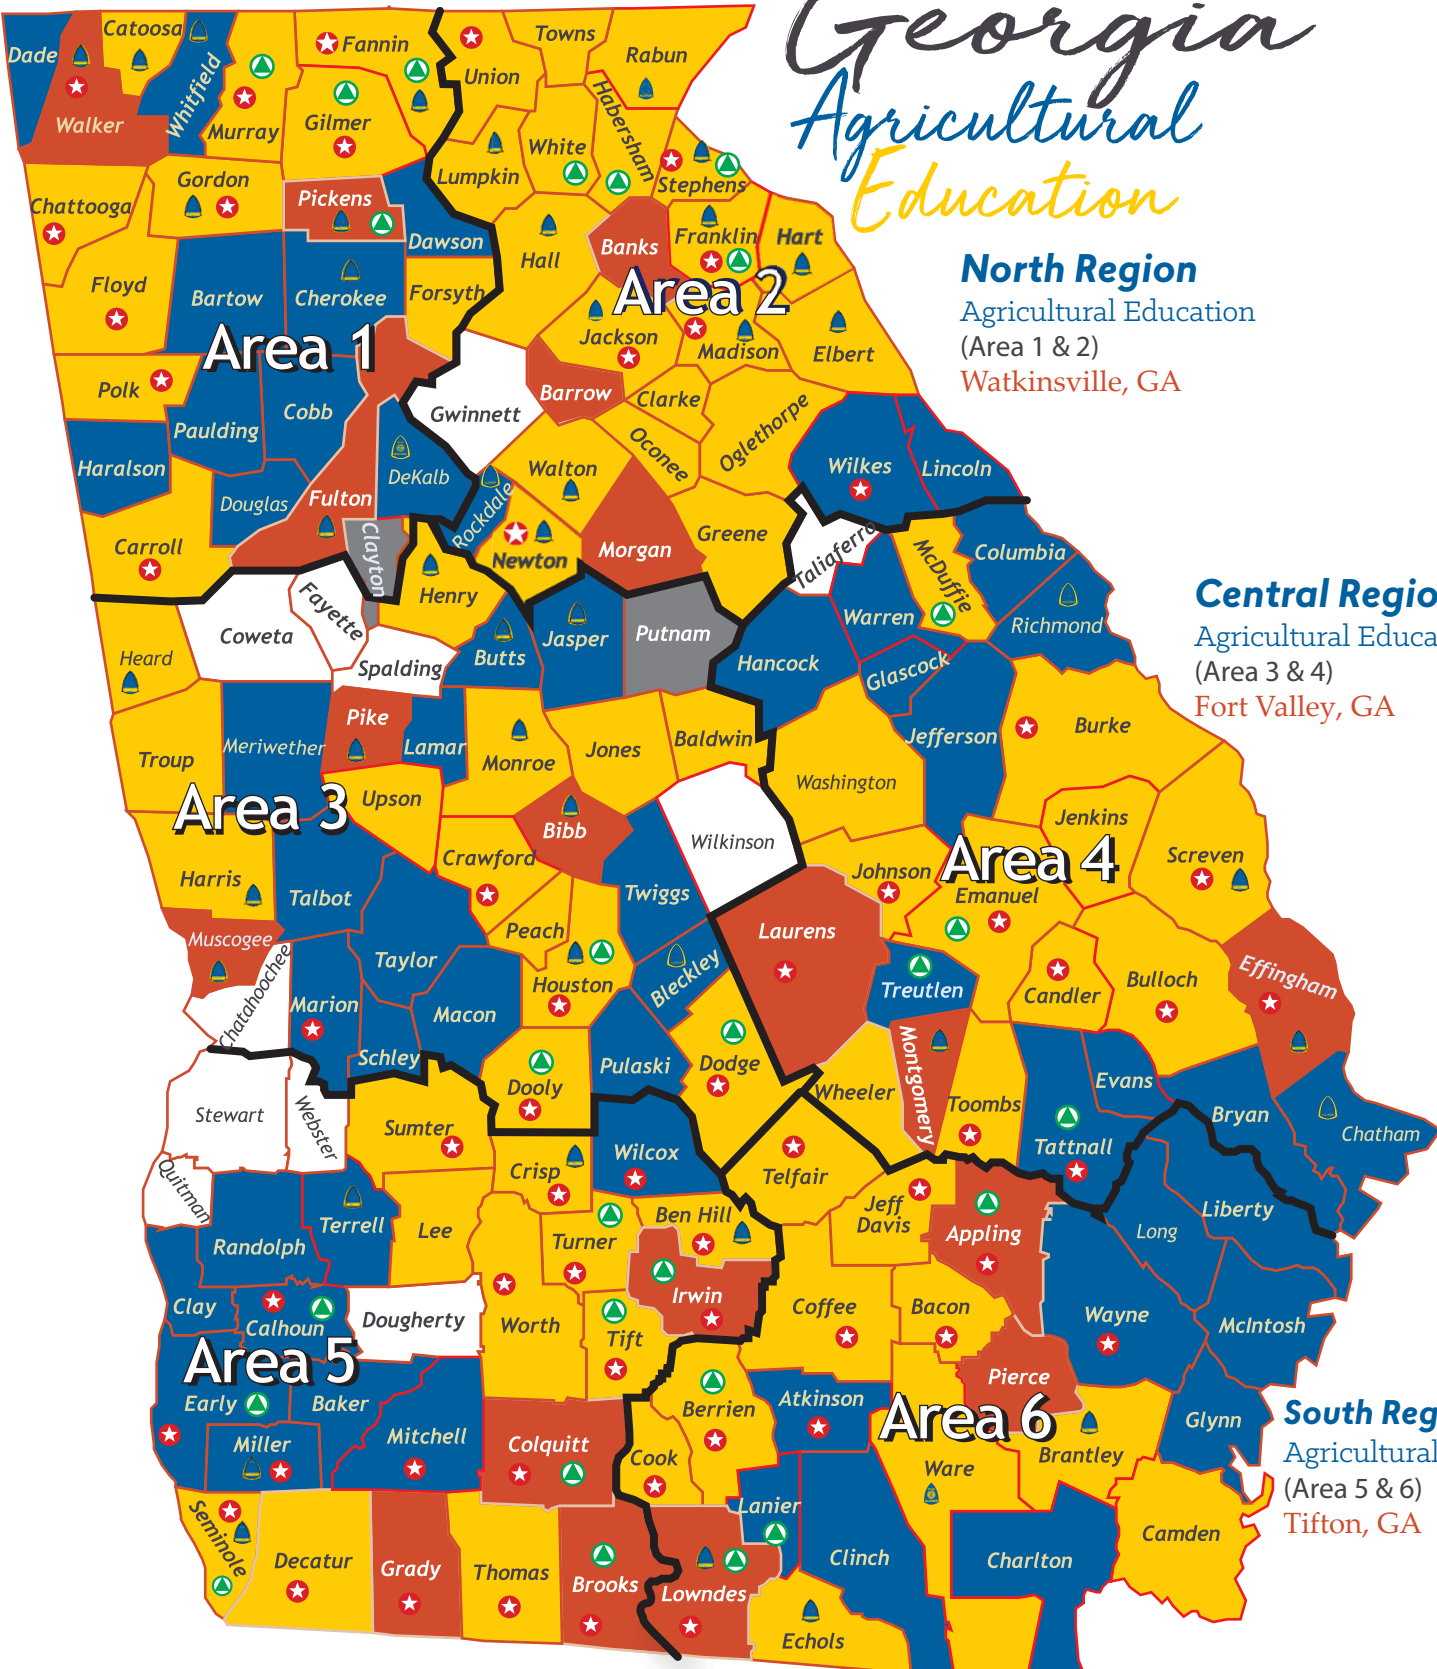 Georgia
Agricultural
Education
North Region
Agricultural Education
(Area 1 & 2)
Watkinsville, GA
Central Regio
Agricultural Educa
(Area 3 & 4)
Fort Valley, GA
South Reg
Agricultural
(Area 5 & 6)
Tifton, GA
Area 1
Area 2
Area 3
Area 4
Area 5
Area 6
Dade
Walker
Catoosa
Whitfield
Murray
Fannin
Gilmer
Union
Towns
Rabun
Habersham
White
Lumpkin
Stephens
Chattooga
Gordon
Pickens
Dawson
Hall
Banks
Franklin
Hart
Floyd
Bartow
Cherokee
Forsyth
Jackson
Madison
Elbert
Polk
Paulding
Cobb
Gwinnett
Barrow
Clarke
Oconee
Oglethorpe
Wilkes
Lincoln
Haralson
Douglas
Fulton
DeKalb
Rockdale
Walton
Newton
Morgan
Greene
Taliaferro
McDuffie
Columbia
Richmond
Carroll
Clayton
Henry
Fayette
Coweta
Spalding
Butts
Jasper
Putnam
Hancock
Warren
Glascock
Jefferson
Burke
Heard
Troup
Meriwether
Pike
Lamar
Monroe
Jones
Baldwin
Washington
Jenkins
Screven
Upson
Bibb
Crawford
Wilkinson
Twiggs
Johnson
Emanuel
Harris
Talbot
Muscogee
Chatahoochee
Marion
Taylor
Peach
Houston
Macon
Schley
Bleckley
Laurens
Treutlen
Candler
Bulloch
Effingham
Stewart
Webster
Sumter
Dooly
Pulaski
Dodge
Wheeler
Montgomery
Toombs
Tattnall
Evans
Bryan
Chatham
Quitman
Randolph
Terrell
Lee
Crisp
Wilcox
Telfair
Jeff
Davis
Appling
Long
Liberty
Clay
Calhoun
Dougherty
Worth
Turner
Ben Hill
Irwin
Tift
Coffee
Bacon
Wayne
McIntosh
Early
Baker
Miller
Mitchell
Colquitt
Cook
Berrien
Atkinson
Pierce
Ware
Brantley
Glynn
Seminole
Decatur
Grady
Thomas
Brooks
Lowndes
Lanier
Echols
Clinch
Charlton
Camden